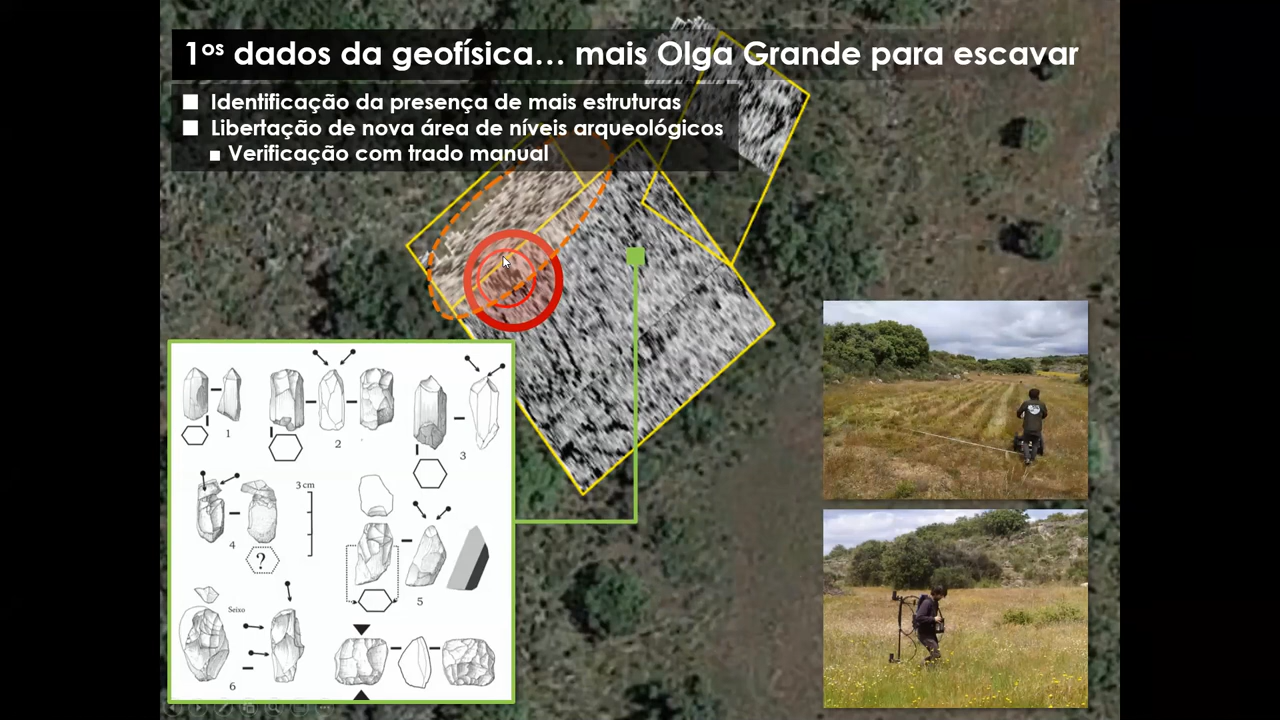 1ᵒˢ dados da geofísica... mais Olga Grande para escavar
Identificação da presença de mais estruturas
Libertação de nova área de níveis arqueológicos
Verificação com trado manual
1
2
3
4
3 cm
?
5
Seixo
6